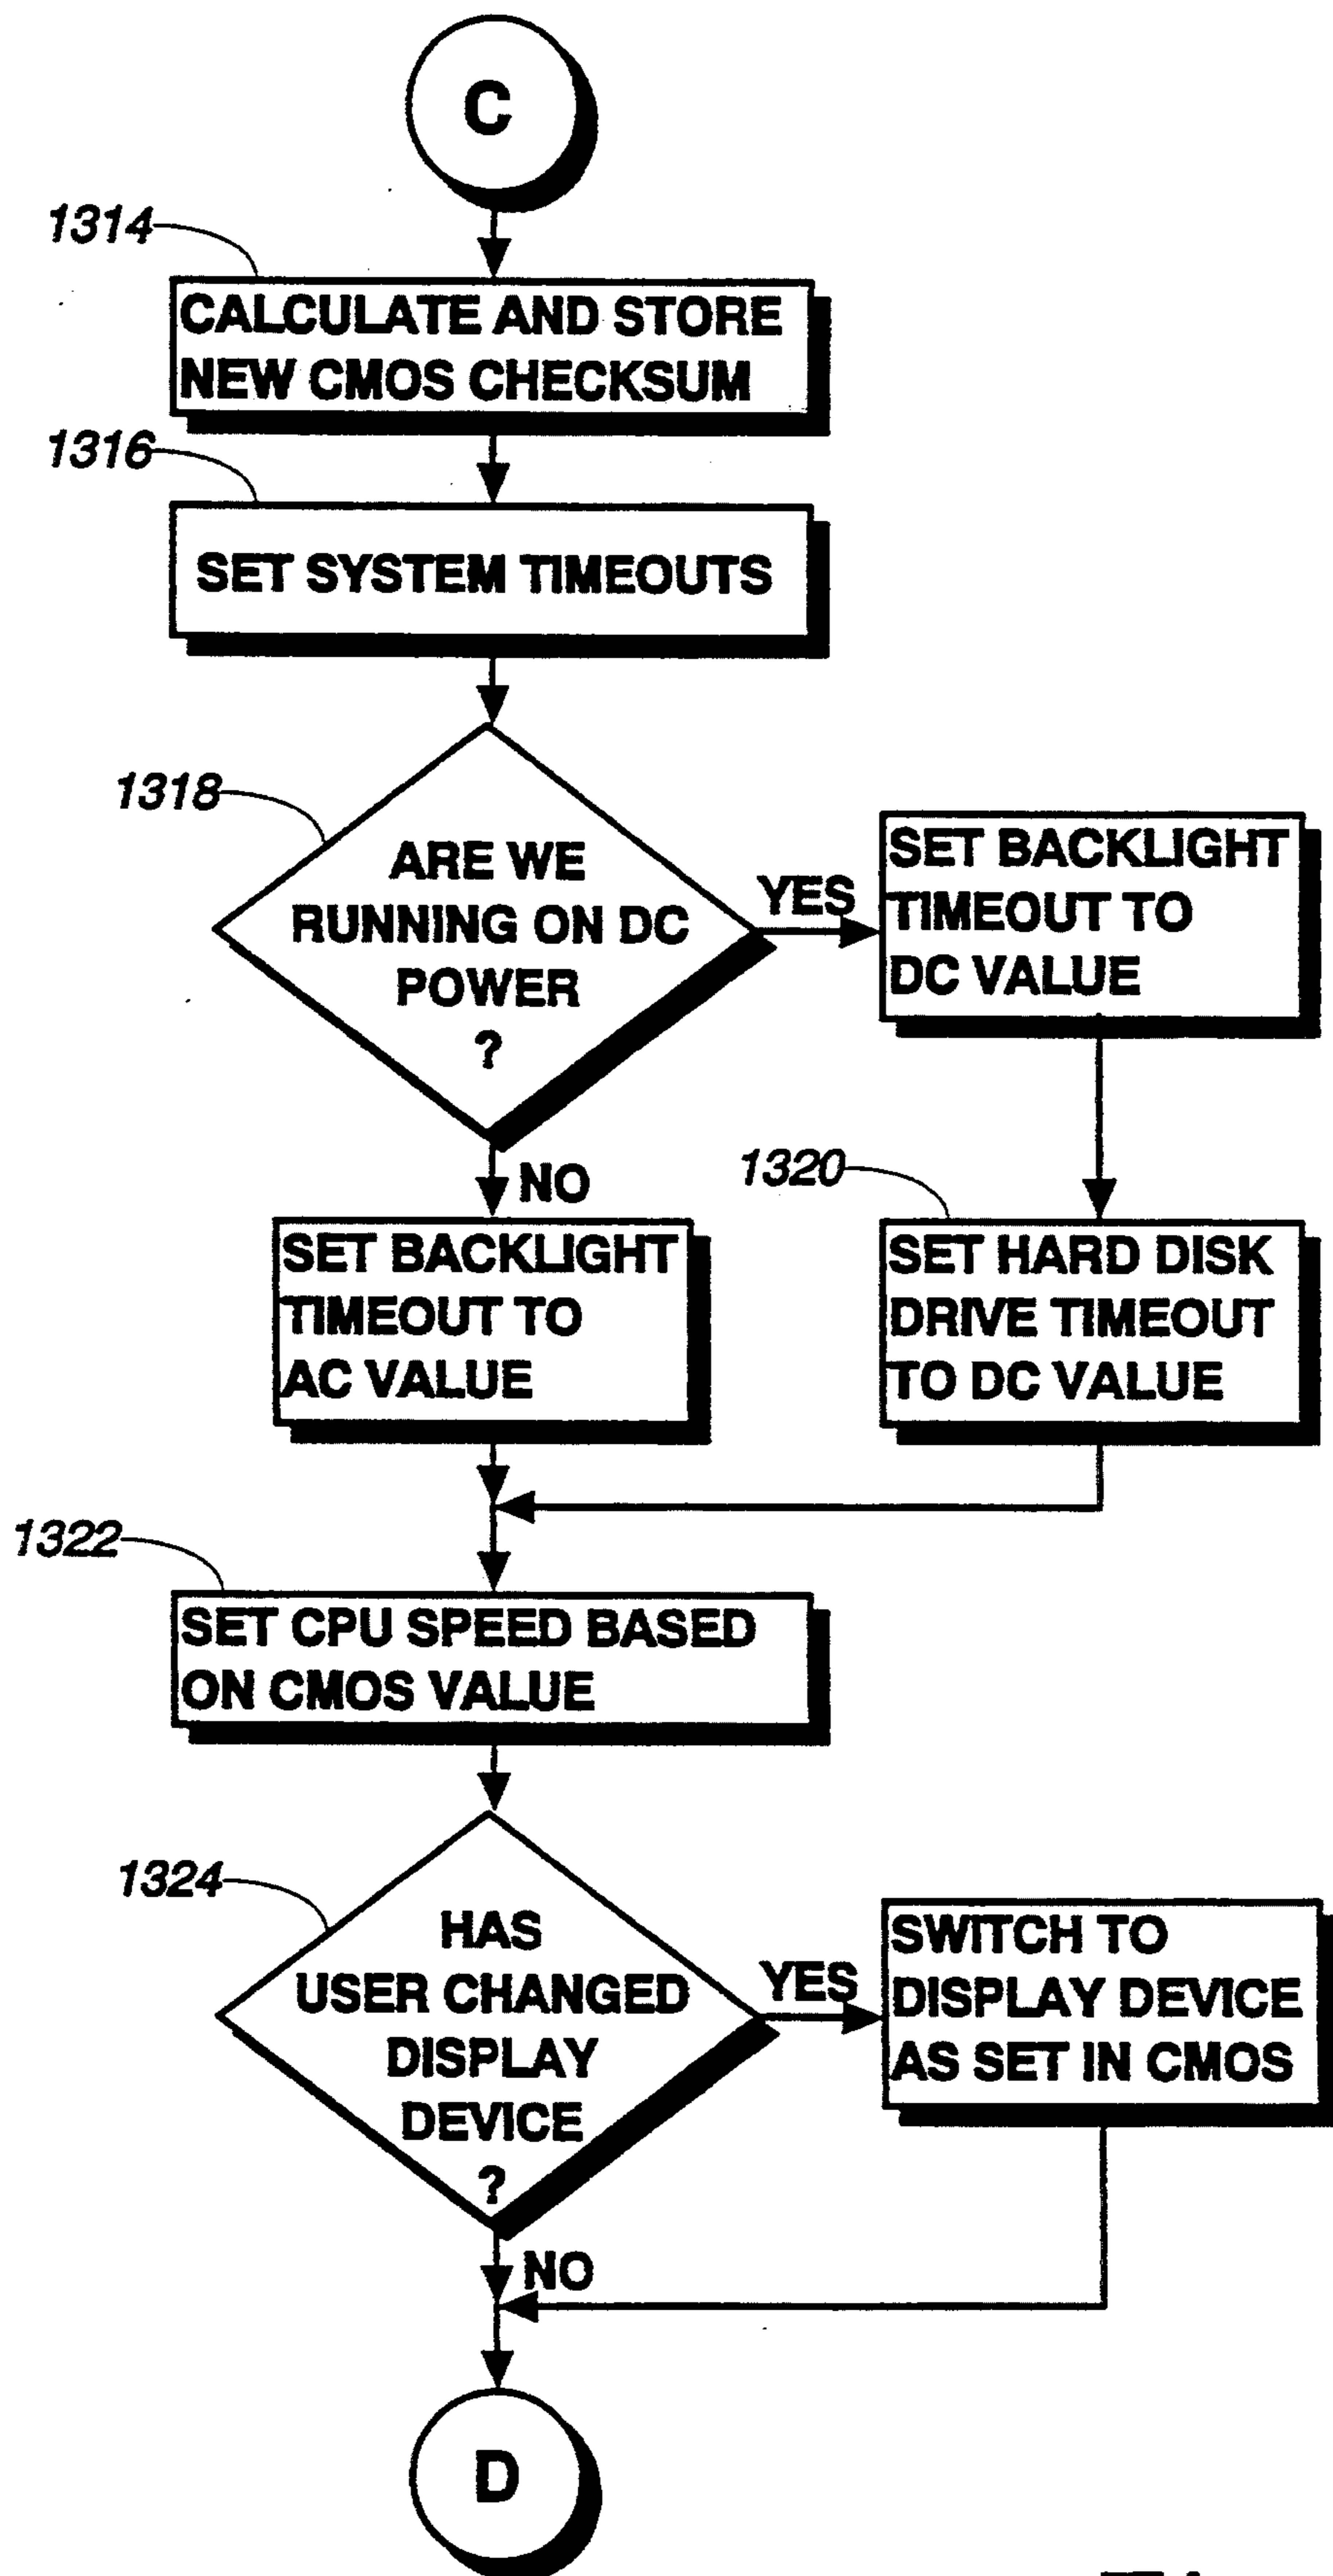 C
1314
CALCULATE AND STORE
NEW CMOS CHECKSUM
1316
SET SYSTEM TIMEOUTS
1318
ARE WE
RUNNING ON DC
POWER
?
YES
SET BACKLIGHT
TIMEOUT TO
DC VALUE
NO
SET BACKLIGHT
TIMEOUT TO
AC VALUE
1320
SET HARD DISK
DRIVE TIMEOUT
TO DC VALUE
1322
SET CPU SPEED BASED
ON CMOS VALUE
1324
HAS
USER CHANGED
DISPLAY
DEVICE
?
YES
SWITCH TO
DISPLAY DEVICE
AS SET IN CMOS
NO
D